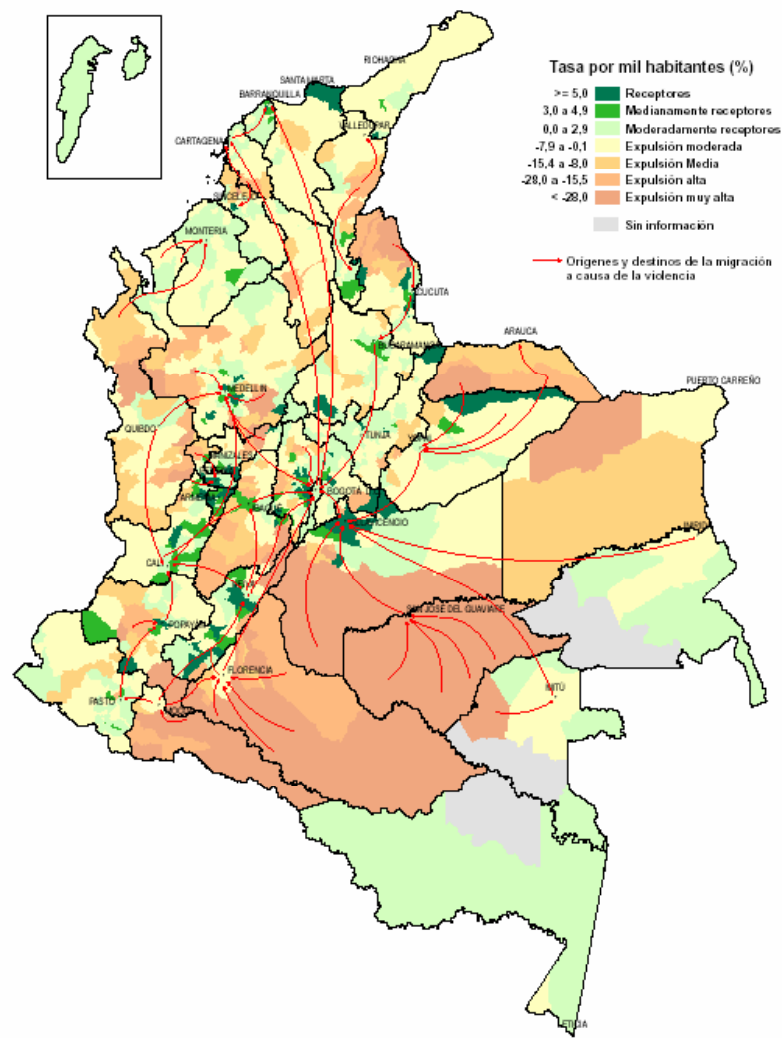 Tasa por mil habitantes (%)
>= 5,0 Receptores
3,0 a 4,9 Medianamente receptores
0,0 a 2,9 Moderadamente receptores
-7,9 a -0,1 Expulsión moderada
-15,4 a -8,0 Expulsión Media
-28,0 a -15,5 Expulsión alta
< -28,0 Expulsión muy alta
Sin información
Orígenes y destinos de la migración
a causa de la violencia
RIOHACHA
SANTA MARTA
BARRANQUILLA
VALLEDUPAR
CARTAGENA
SINCELEJO
MONTERIA
CUCUTA
ARAUCA
BUCARAMANGA
PUERTO CARREÑO
MEDELLIN
QUIBDO
TUNJA
YOPAL
MANIZALES
BOGOTA
CALI
POPAYAN
SAN JOSÉ DEL GUAVIARE
FLORENCIA
MITÚ
PASTO
LETICIA